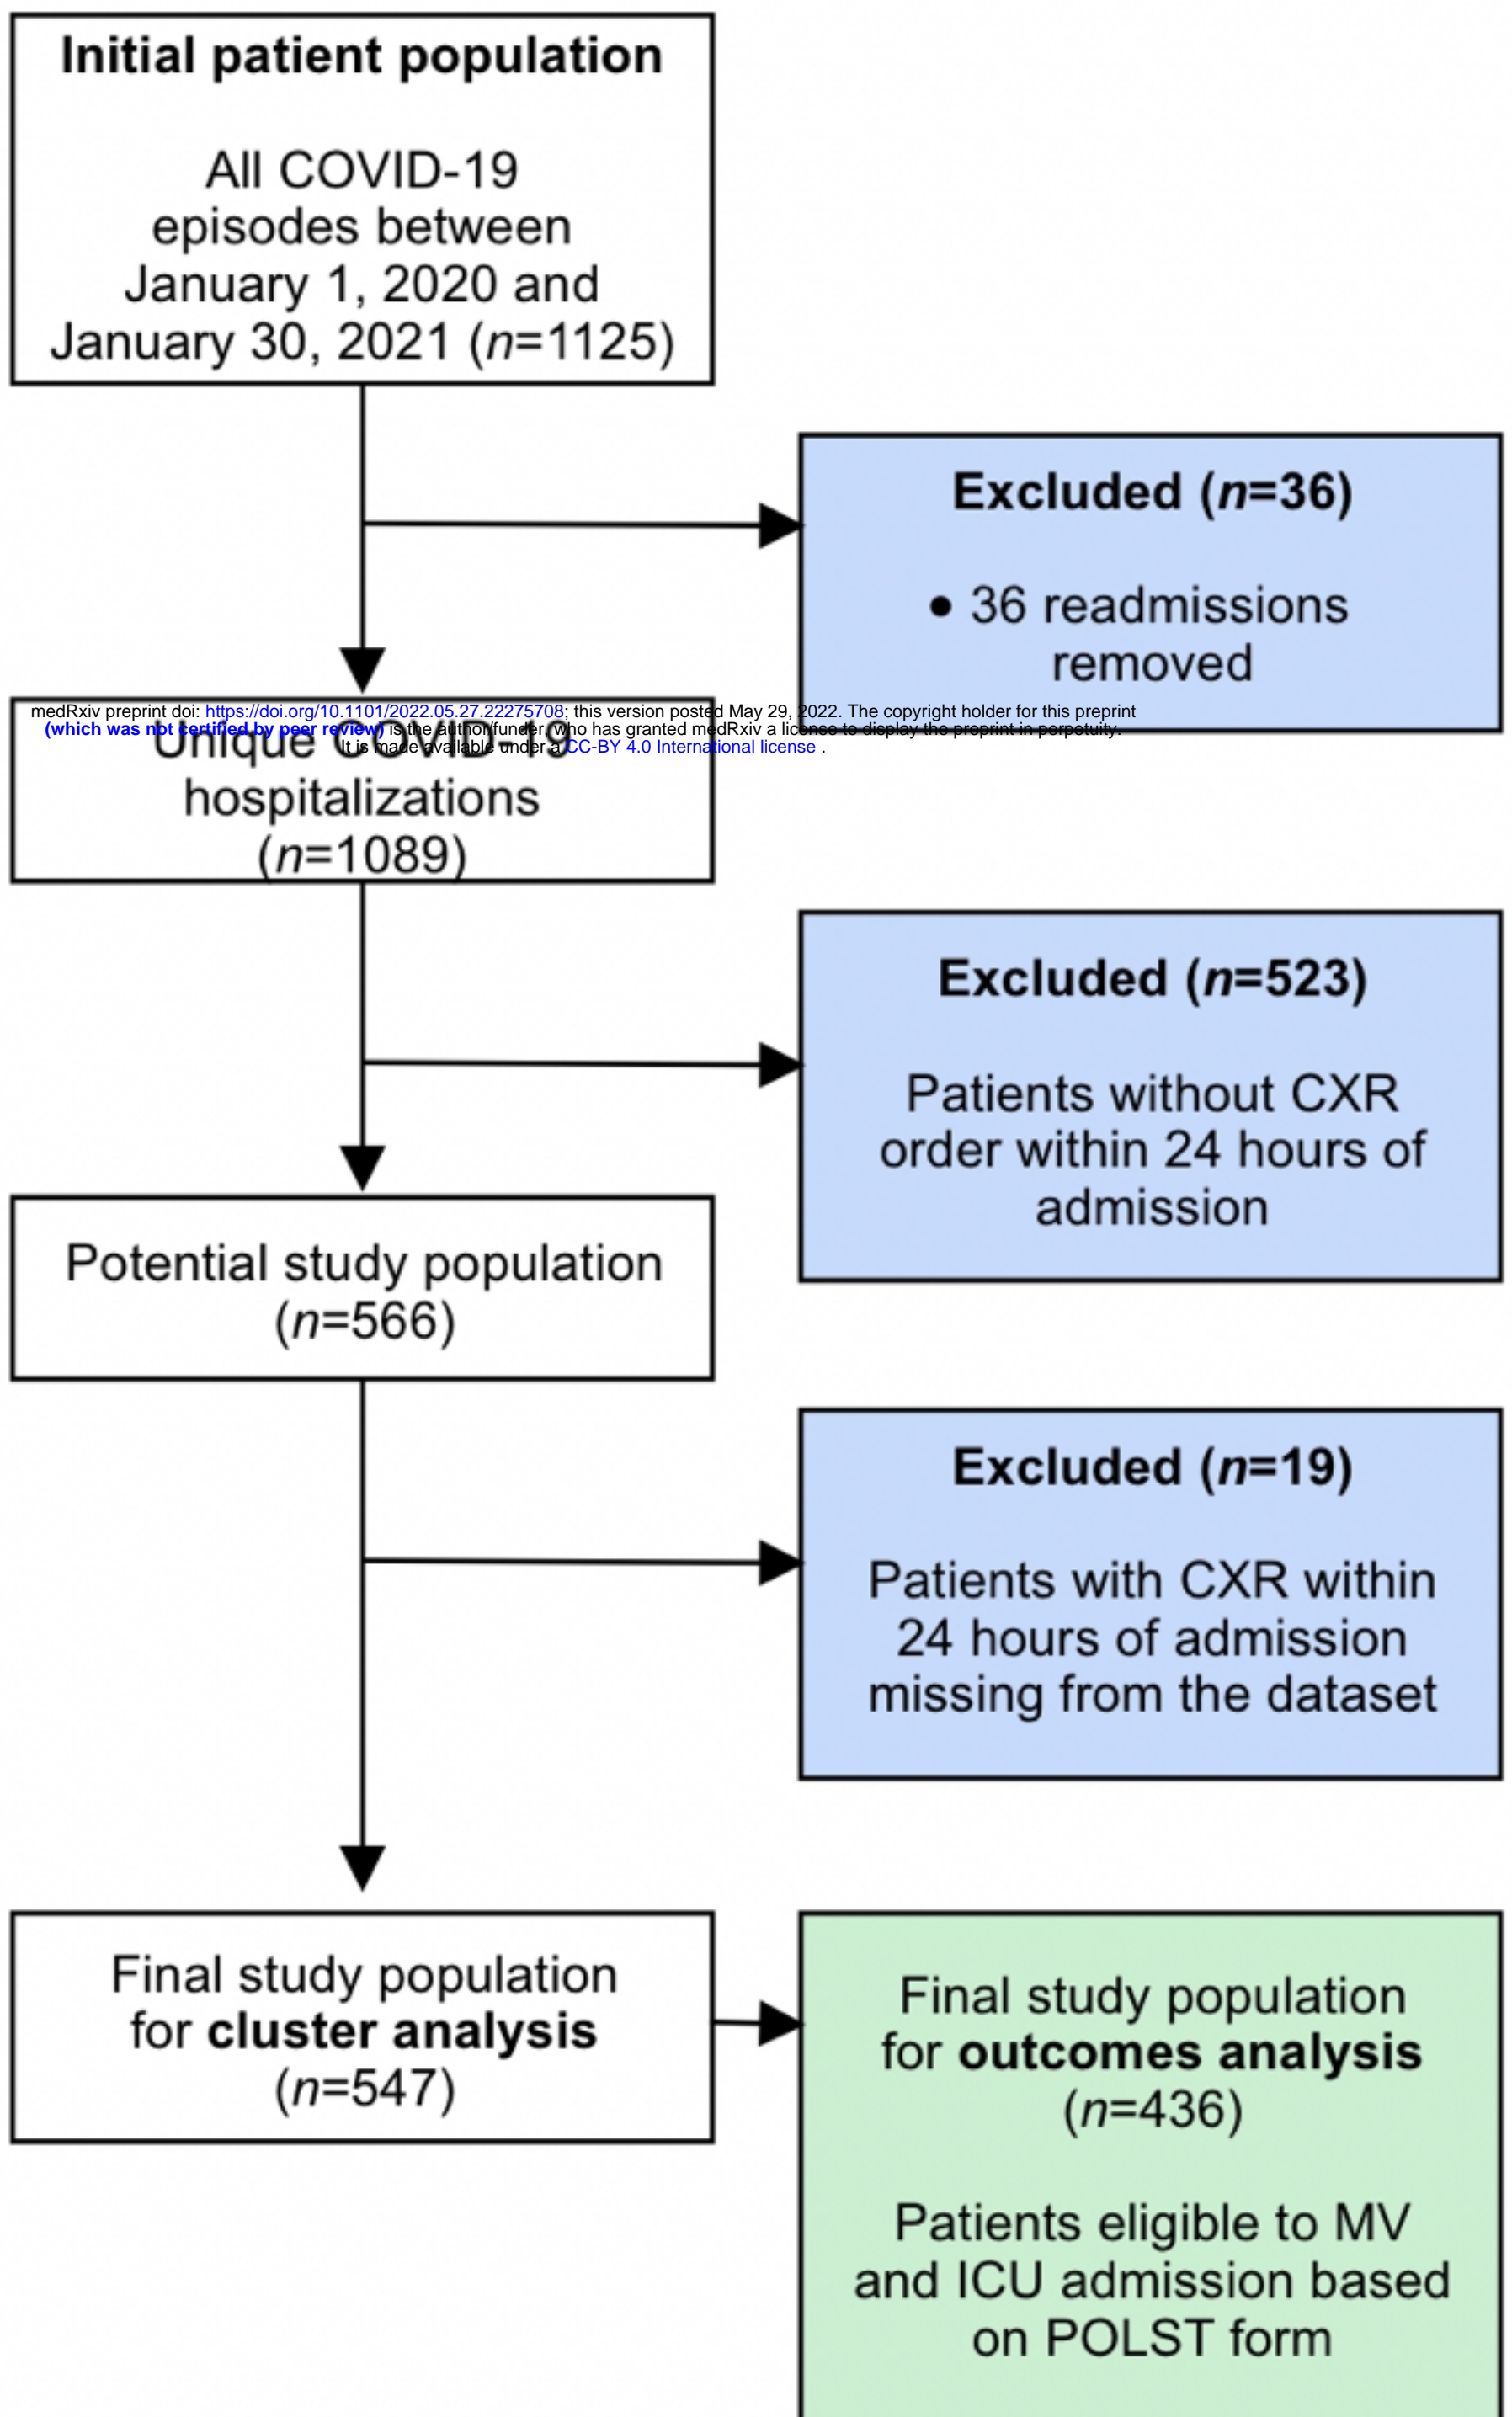 Initial patient population
All COVID-19
episodes between
January 1, 2020 and
January 30, 2021 (n=1125)
Excluded (n=36)
● 36 readmissions
removed
medRxiv preprint doi: https://doi.org/10.1101/2022.05.27.22275708; this version posted May 29, 2022. The copyright holder for this preprint
(which was not certified by peer review) is the author/funder, who has granted medRxiv a license to display the preprint in perpetuity.
It is made available under a CC-BY 4.0 International license .
Unique COVID-19
hospitalizations
(n=1089)
Excluded (n=523)
Patients without CXR
order within 24 hours of
admission
Potential study population
(n=566)
Excluded (n=19)
Patients with CXR within
24 hours of admission
missing from the dataset
Final study population
for cluster analysis
(n=547)
Final study population
for outcomes analysis
(n=436)
Patients eligible to MV
and ICU admission based
on POLST form